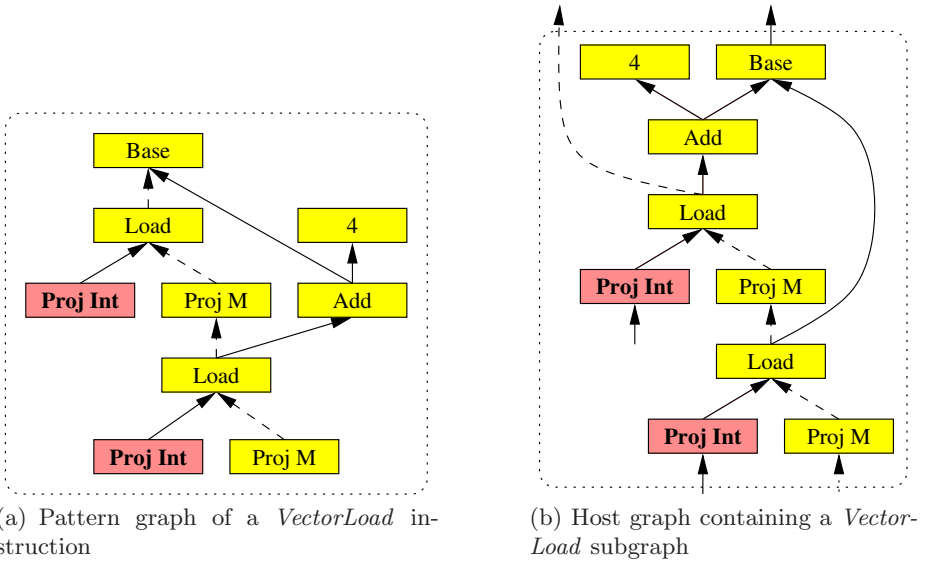 Base
Load
4
Proj Int
Proj M
Add
Load
Proj Int
Proj M
(a) Pattern graph of a VectorLoad in-
struction
4
Base
Add
Load
Proj Int
Proj M
Load
Proj Int
Proj M
(b) Host graph containing a Vector-
Load subgraph